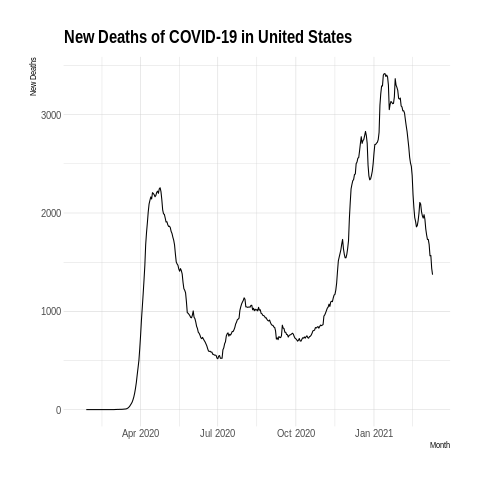 New Deaths of COVID-19 in United States
New Deaths
3000
2000
1000
0
Apr 2020 Jul 2020 Oct 2020 Jan 2021
Month